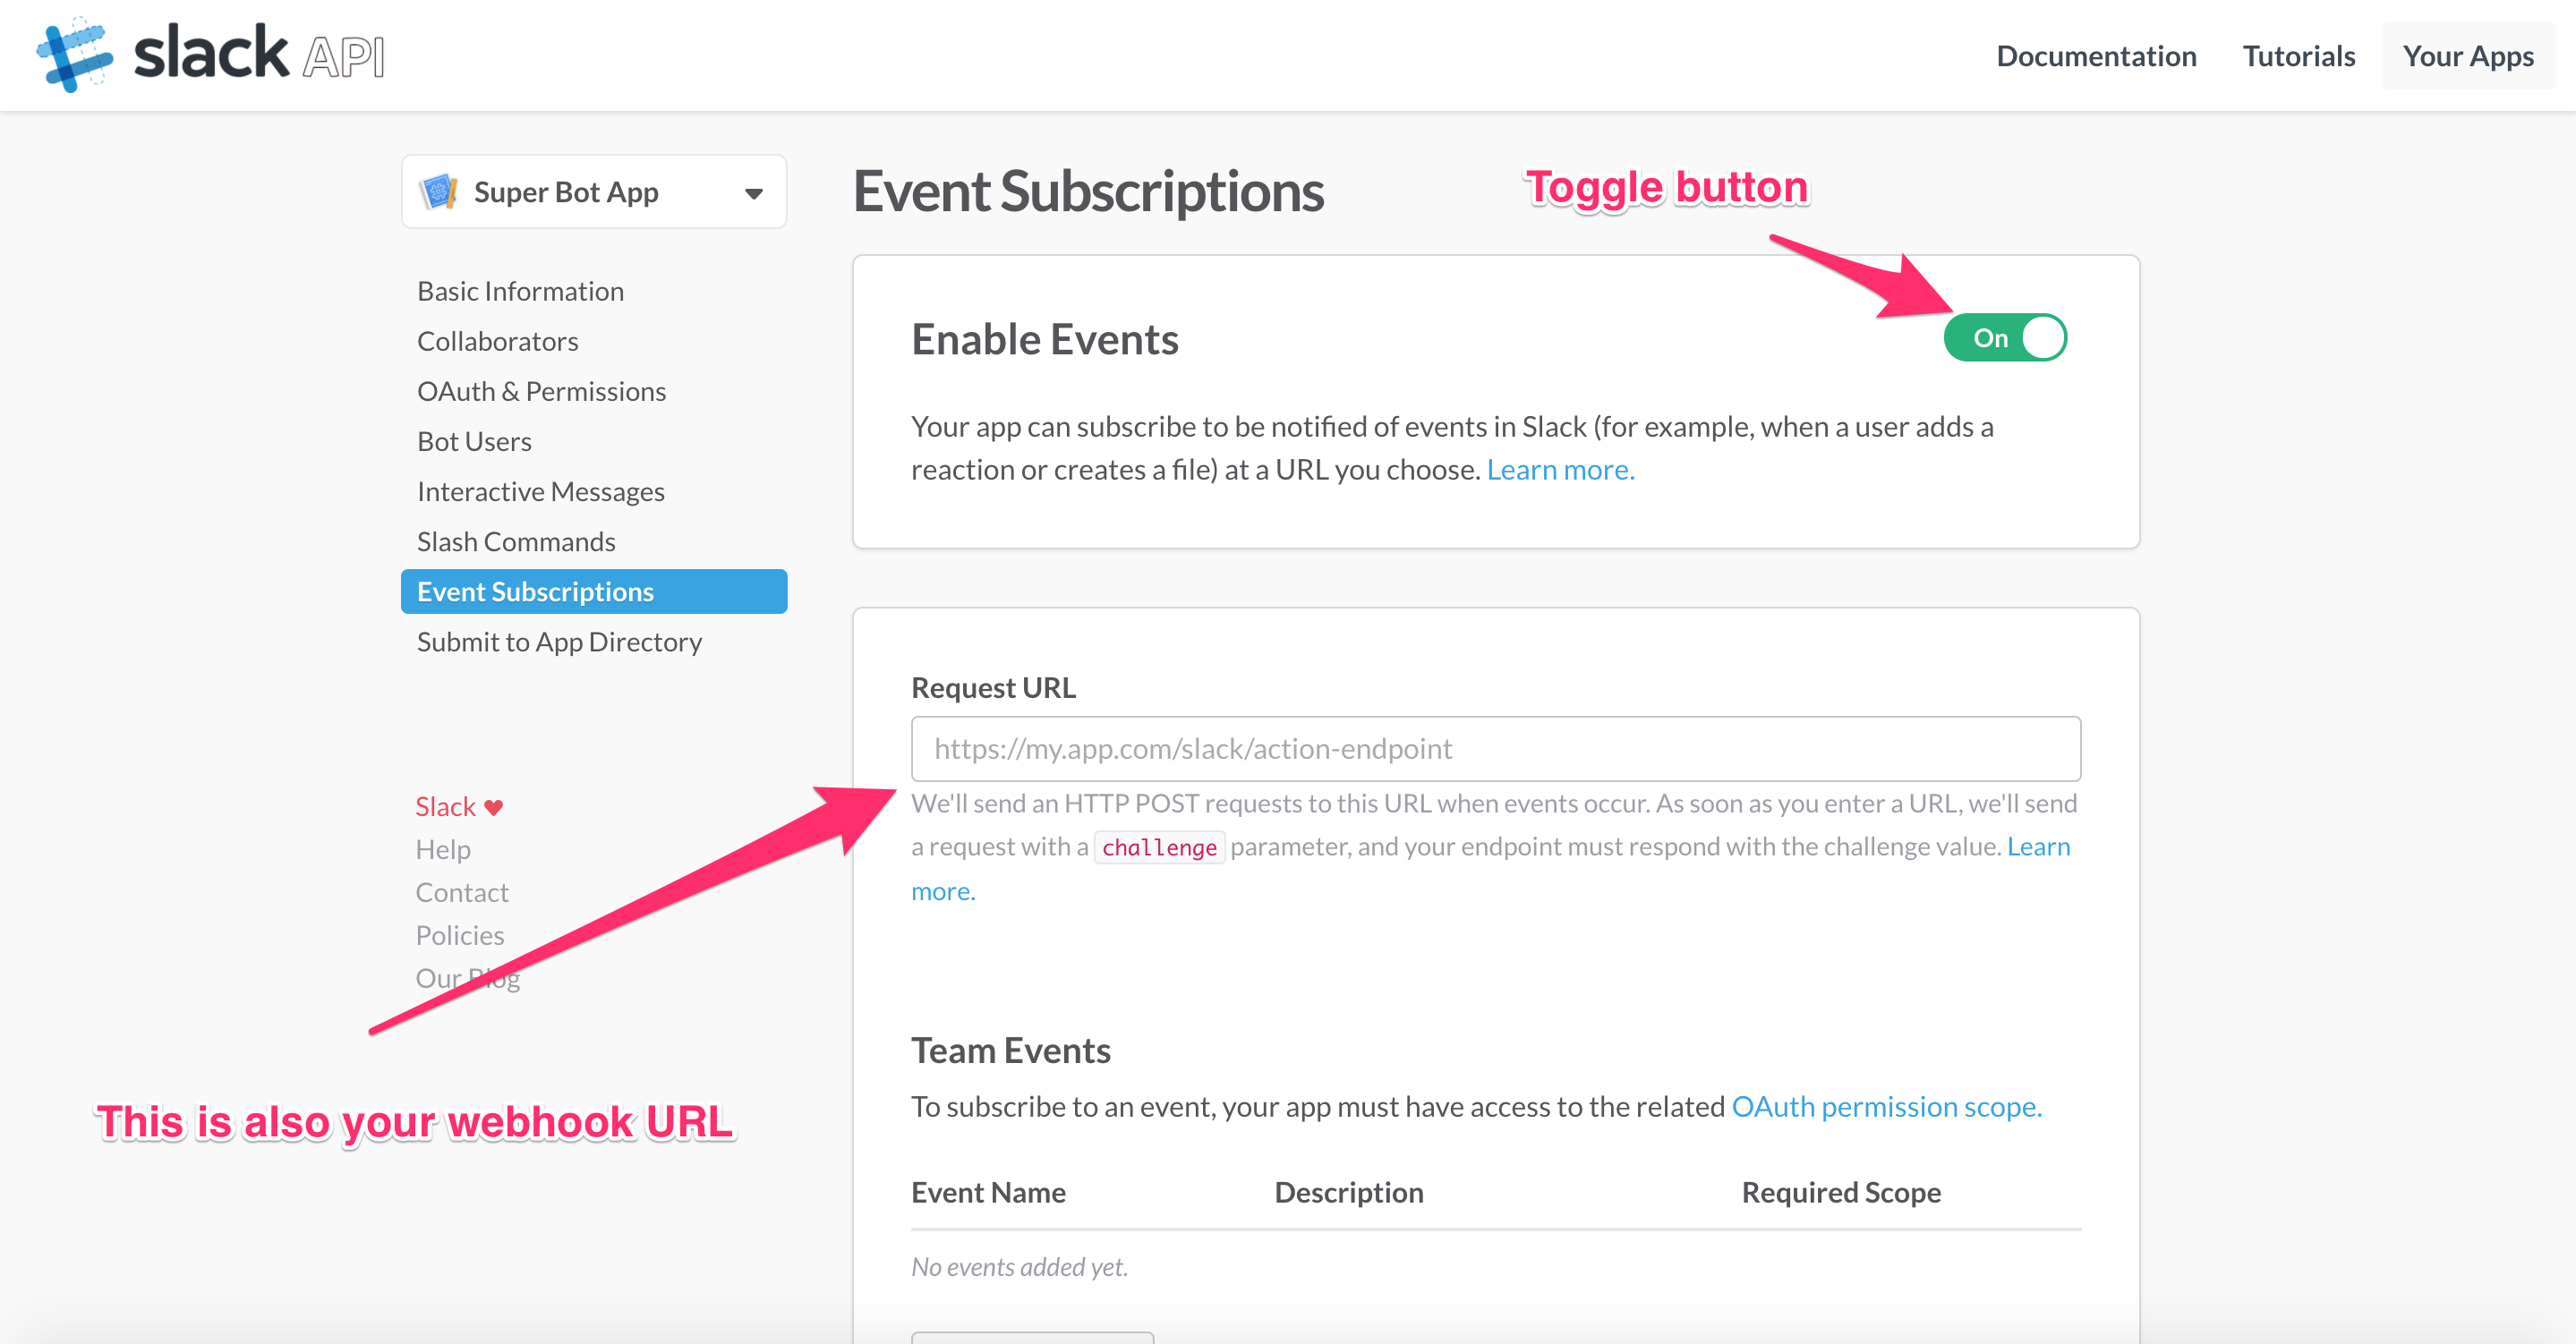 slack API
Documentation
Tutorials
Your Apps
Super Bot App
Basic Information
Collaborators
OAuth & Permissions
Bot Users
Interactive Messages
Slash Commands
Event Subscriptions
Submit to App Directory
Slack ♥
Help
Contact
Policies
Our Blog
This is also your webhook URL
Event Subscriptions
Toggle button
Enable Events
On
Your app can subscribe to be notified of events in Slack (for example, when a user adds a
reaction or creates a file) at a URL you choose. Learn more.
Request URL
https://my.app.com/slack/action-endpoint
We'll send an HTTP POST requests to this URL when events occur. As soon as you enter a URL, we'll send
a request with a challenge parameter, and your endpoint must respond with the challenge value. Learn
more.
Team Events
To subscribe to an event, your app must have access to the related OAuth permission scope.
Event Name
Description
Required Scope
No events added yet.